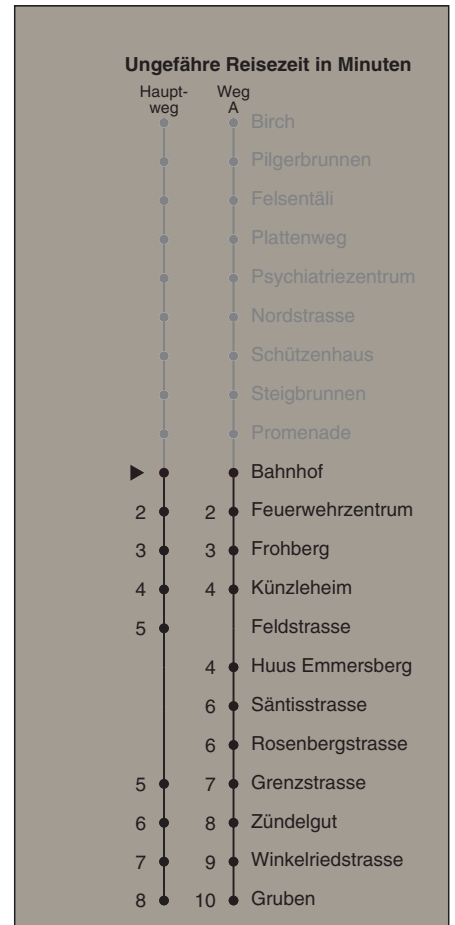 Ungefähre Reisezeit in Minuten
Haupt-
weg
Weg
A
Birch
Pilgerbrunnen
Felsentäli
Plattenweg
Psychiatriezentrum
Nordstrasse
Schützenhaus
Steigbrunnen
Promenade
Bahnhof
2 2 Feuerwehrzentrum
3 3 Frohberg
4 4 Künzleheim
5 Feldstrasse
4 Huus Emmersberg
6 Säntisstrasse
6 Rosenbergstrasse
5 7 Grenzstrasse
6 8 Zündelgut
7 9 Winkelriedstrasse
8 10 Gruben